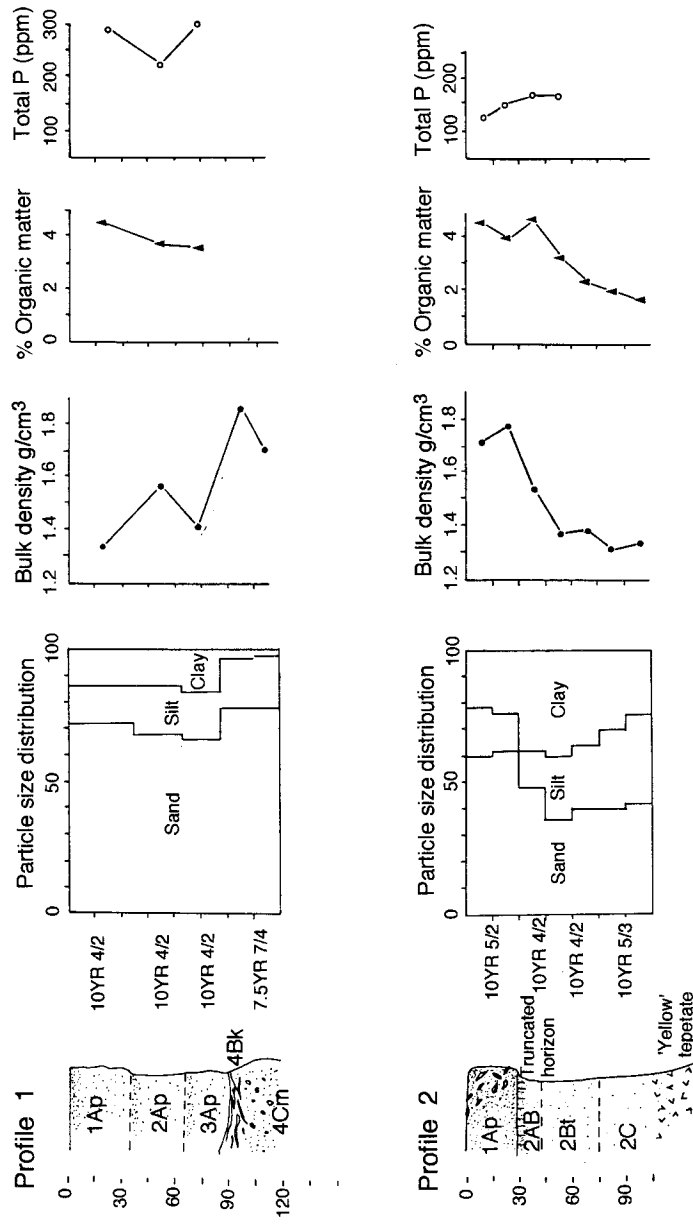 Profile 1
0
30
60
90
120
1Ap
2Ap
3Ap
4Bk
4Cm
10YR 4/2
10YR 4/2
10YR 4/2
7.5YR 7/4
Particle size distribution
0
50
100
Sand
Silt
Clay
Bulk density g/cm3
1.2
1.4
1.6
1.8
% Organic matter
0
2
4
Total P (ppm)
100
200
300
Profile 2
0
30
60
90
1Ap
2AB
2Bt
2C
Truncated
horizon
'Yellow'
tepetate
10YR 5/2
10YR 4/2
10YR 4/2
10YR 5/3
Particle size distribution
0
50
100
Sand
Silt
Clay
Bulk density g/cm3
1.2
1.4
1.6
1.8
% Organic matter
0
2
4
Total P (ppm)
100
200